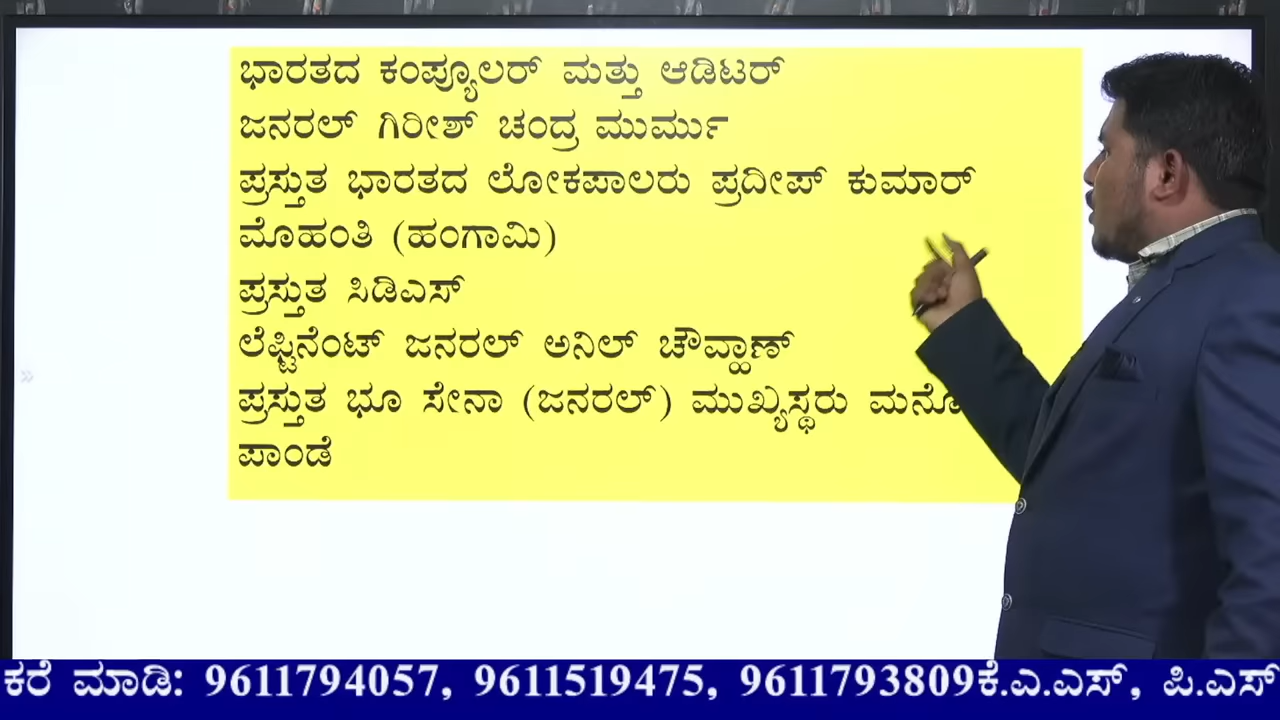 ಭಾರತದ ಕಂಪ್ಯೂಲರ್ ಮತ್ತು ಆಡಿಟರ್
ಜನರಲ್ ಗಿರೀಶ್ ಚಂದ್ರ ಮುರ್ಮು
ಪ್ರಸ್ತುತ ಭಾರತದ ಲೋಕಪಾಲರು ಪ್ರದೀಪ್ ಕುಮಾರ್
ಮೊಹಂತಿ (ಹಂಗಾಮಿ)
ಪ್ರಸ್ತುತ ಸಿಡಿಎಸ್
ಲೆಫ್ಟಿನೆಂಟ್ ಜನರಲ್ ಅನಿಲ್ ಚೌವ್ಹಾಣ್
ಪ್ರಸ್ತುತ ಭೂ ಸೇನಾ (ಜನರಲ್) ಮುಖ್ಯಸ್ಥರು
ಪಾಂಡೆ
ಕರೆ ಮಾಡಿ: 9611794057, 9611519475, 9611793809ಕೆ.ಎ.ಎಸ್, ಪಿ.ಎಸ್